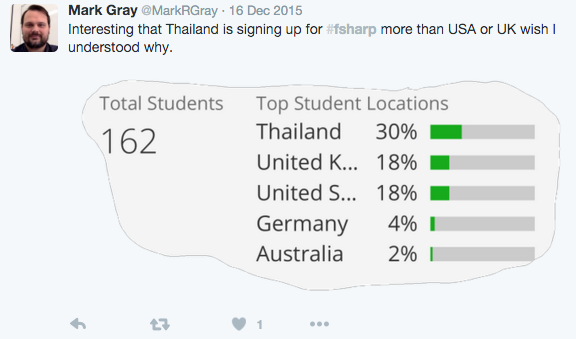 Mark Gray @MarkRGray · 16 Dec 2015
Interesting that Thailand is signing up for #fsharp more than USA or UK wish I
understood why.
Total Students Top Student Locations
162
Thailand 30%
United K... 18%
United S... 18%
Germany 4%
Australia 2%
1